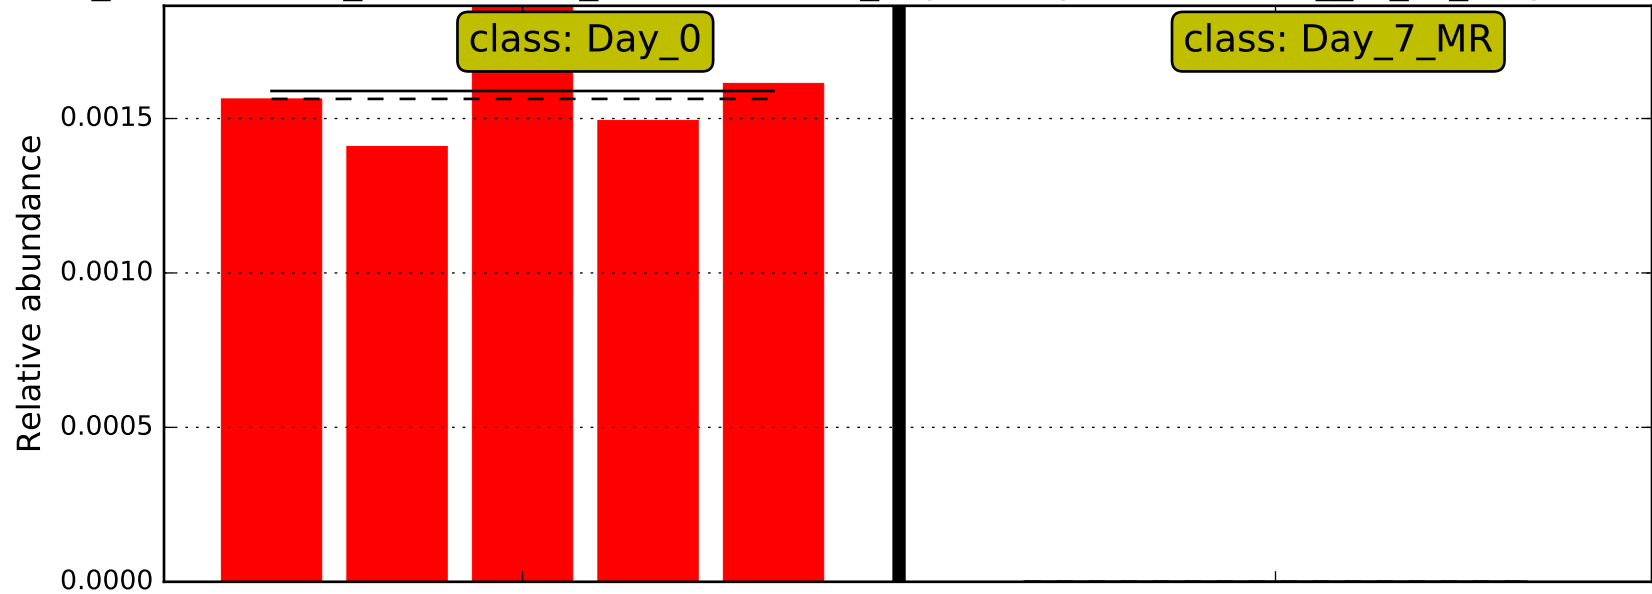 class: Day_0
class: Day_7_MR
Relative abundance
0.0015
0.0010
0.0005
0.0000